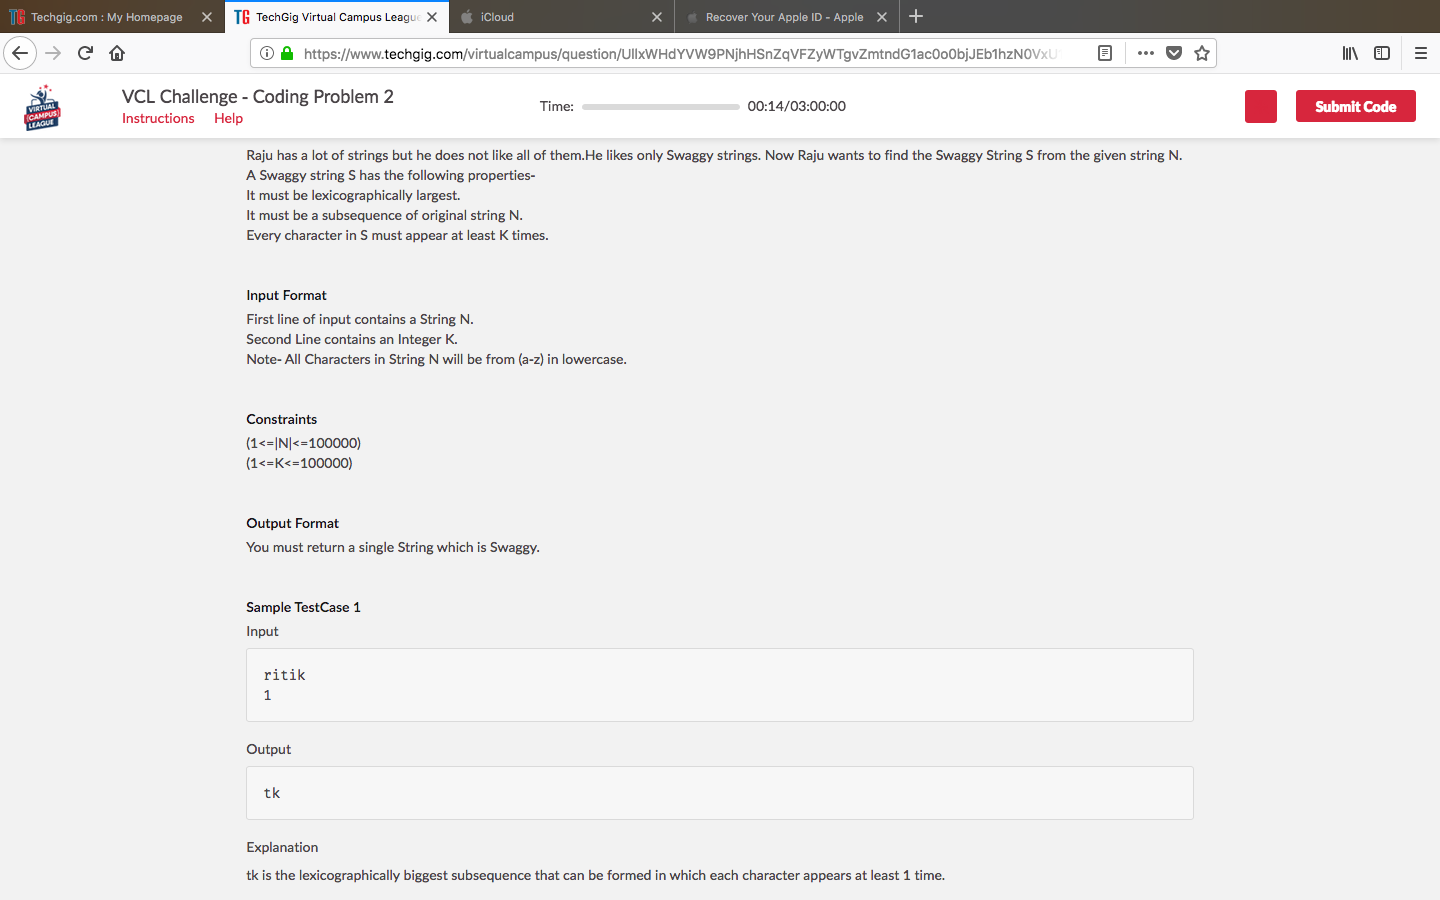 Techgig.com : My Homepage
TechGig Virtual Campus League
iCloud
Recover Your Apple ID - Apple
https://www.techgig.com/virtualcampus/question/
VIRTUAL
CAMPUS
LEAGUE
VCL Challenge - Coding Problem 2
Instructions Help
Time: 00:14/03:00:00
Submit Code
Raju has a lot of strings but he does not like all of them.He likes only Swaggy strings. Now Raju wants to find the Swaggy String S from the given string N.
A Swaggy string S has the following properties-
It must be lexicographically largest.
It must be a subsequence of original string N.
Every character in S must appear at least K times.
Input Format
First line of input contains a String N.
Second Line contains an Integer K.
Note- All Characters in String N will be from (a-z) in lowercase.
Constraints
(1<=|N|<=100000)
(1<=K<=100000)
Output Format
You must return a single String which is Swaggy.
Sample TestCase 1
Input
ritik
1
Output
tk
Explanation
tk is the lexicographically biggest subsequence that can be formed in which each character appears at least 1 time.